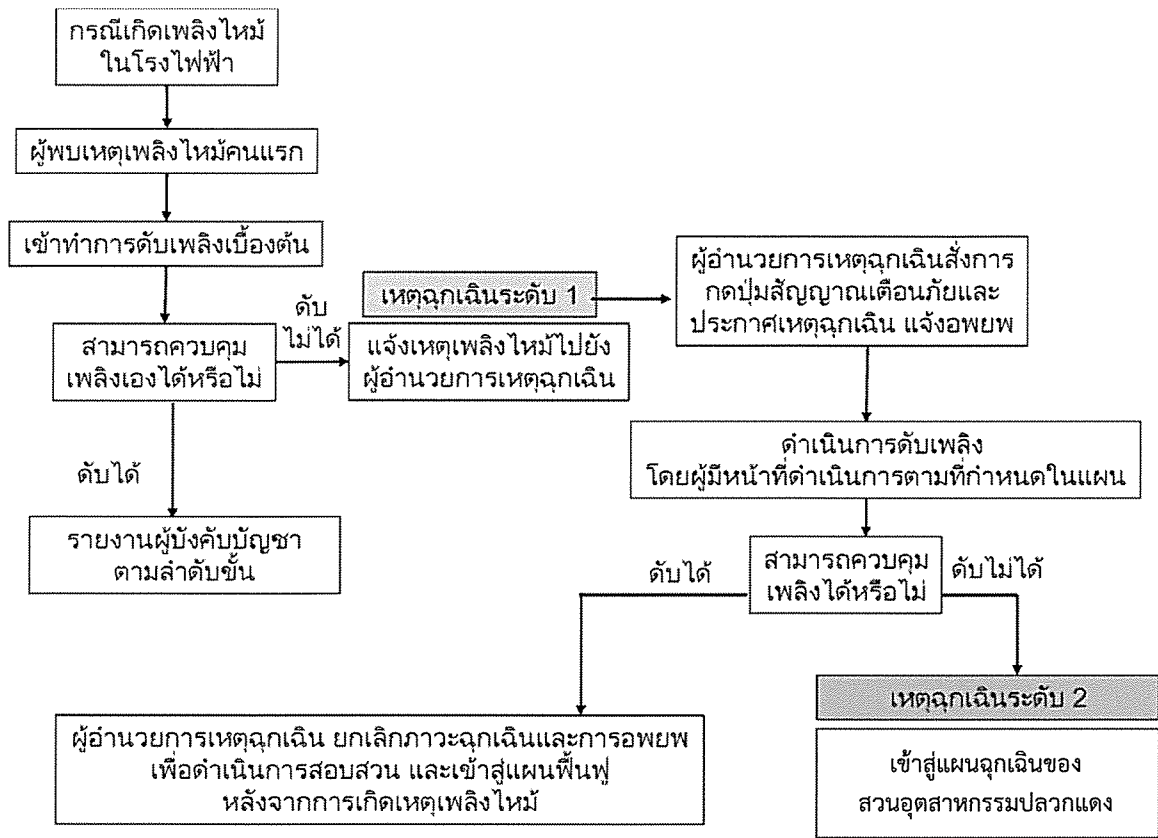 กรณีเกิดเพลิงไหม้
ในโรงไฟฟ้า
ผู้พบเหตุเพลิงไหม้คนแรก
เข้าทำการดับเพลิงเบื้องต้น
สามารถควบคุม
เพลิงเองได้หรือไม่
ดับ
ไม่ได้
ดับได้
รายงานผู้บังคับบัญชา
ตามลำดับขั้น
เหตุฉุกเฉินระดับ 1
แจ้งเหตุเพลิงไหม้ไปยัง
ผู้อำนวยการเหตุฉุกเฉิน
ผู้อำนวยการเหตุฉุกเฉินสั่งการ
กดปุ่มสัญญาณเตือนภัยและ
ประกาศเหตุฉุกเฉิน แจ้งอพยพ
ดำเนินการดับเพลิง
โดยผู้มีหน้าที่ดำเนินการตามที่กำหนดในแผน
สามารถควบคุม
เพลิงได้หรือไม่
ดับได้
ดับไม่ได้
ผู้อำนวยการเหตุฉุกเฉิน ยกเลิกภาวะฉุกเฉินและการอพยพ
เพื่อดำเนินการสอบสวน และเข้าสู่แผนฟื้นฟู
หลังจากการเกิดเหตุเพลิงไหม้
เหตุฉุกเฉินระดับ 2
เข้าสู่แผนฉุกเฉินของ
สวนอุตสาหกรรมปลวกแดง